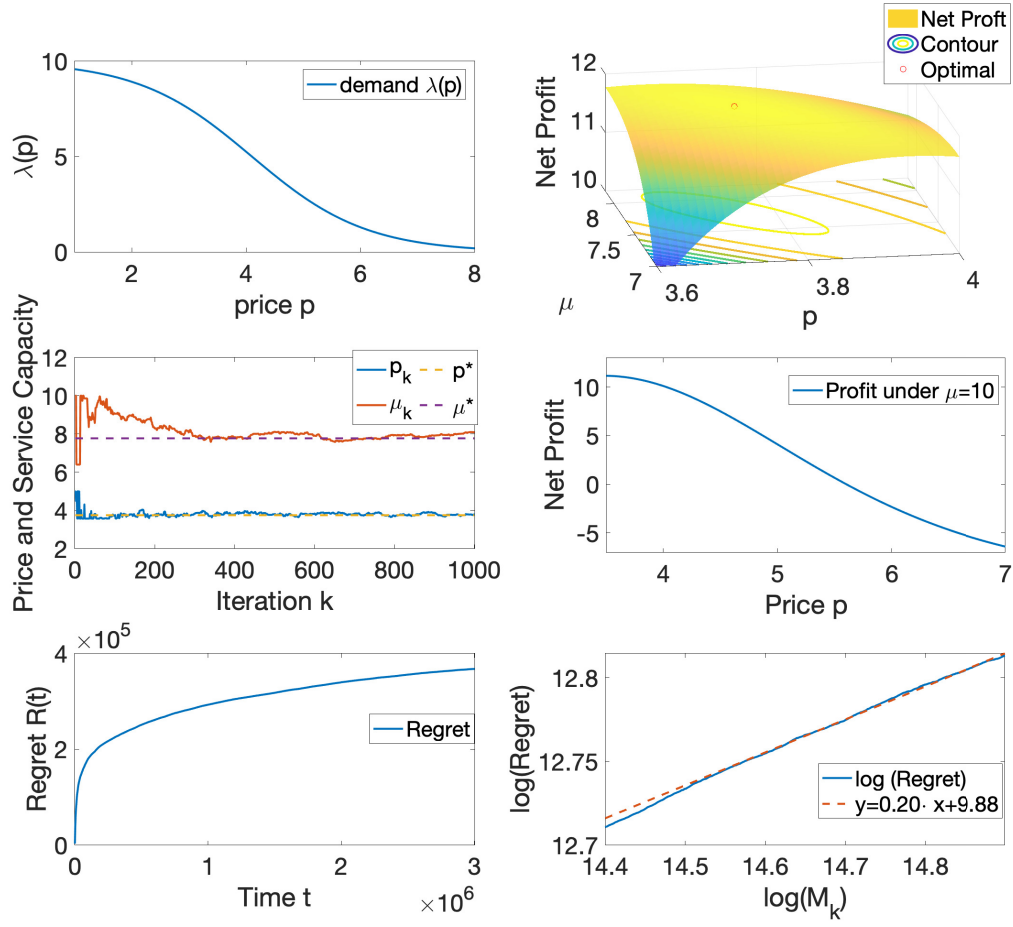 10
5
0
2
4
6
8
λ(p)
price p
demand λ(p)
Net Proft
Contour
Optimal
12
11
10
Net Profit
8
7.5
7
μ
3.6
3.8
4
p
12
10
8
6
4
2
0
200
400
600
800
1000
Price and Service Capacity
Iteration k
p_k
p*
μ_k
μ*
10
5
0
-5
4
5
6
7
Net Profit
Price p
Profit under μ=10
×10^5
4
2
0
0
1
2
3
Regret R(t)
Time t
×10^6
Regret
12.8
12.75
12.7
14.4
14.5
14.6
14.7
14.8
log(Regret)
log(M_k)
log (Regret)
y=0.20· x+9.88